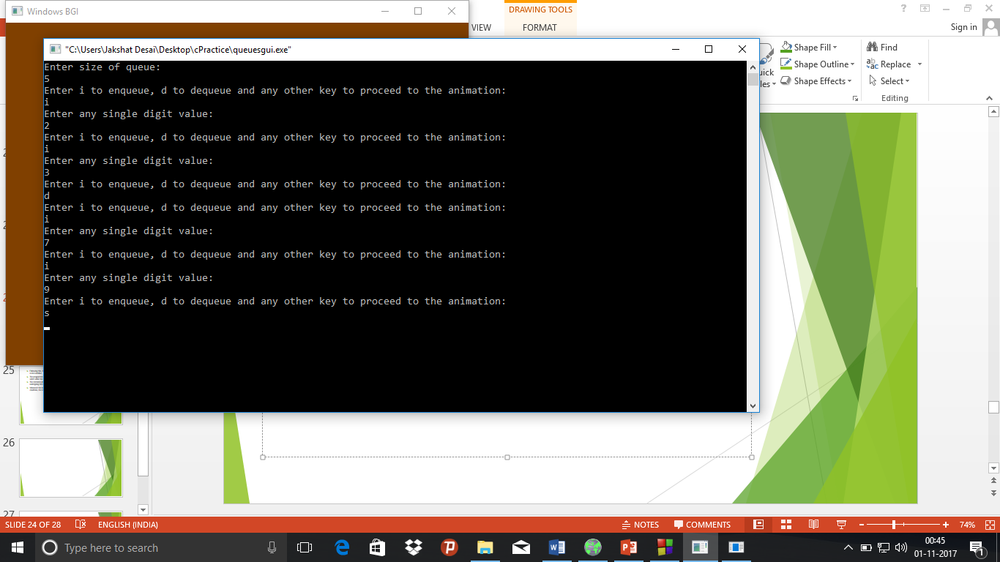 Windows BGI
DRAWING TOOLS
VIEW
FORMAT
Sign in
"C:\Users\Jakshat Desai\Desktop\cPractice\queuesgui.exe"
Enter size of queue:
5
Enter i to enqueue, d to dequeue and any other key to proceed to the animation:
i
Enter any single digit value:
2
Enter i to enqueue, d to dequeue and any other key to proceed to the animation:
i
Enter any single digit value:
3
Enter i to enqueue, d to dequeue and any other key to proceed to the animation:
d
Enter i to enqueue, d to dequeue and any other key to proceed to the animation:
i
Enter any single digit value:
7
Enter i to enqueue, d to dequeue and any other key to proceed to the animation:
i
Enter any single digit value:
9
Enter i to enqueue, d to dequeue and any other key to proceed to the animation:
s
uick
les
Shape Fill
Shape Outline
Shape Effects
Find
Replace
Select
Editing
25
26
27
SLIDE 24 OF 28
ENGLISH (INDIA)
NOTES
COMMENTS
74%
Type here to search
00:45
01-11-2017
1